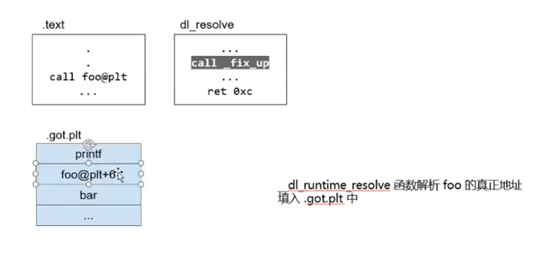 .text
dl_resolve
.
.
call foo@plt
...
...
call _fix_up
...
ret 0xc
.got.plt
printf
foo@plt+6
bar
...
dl_runtime_resolve 函数解析 foo 的真正地址
填入 .got.plt 中